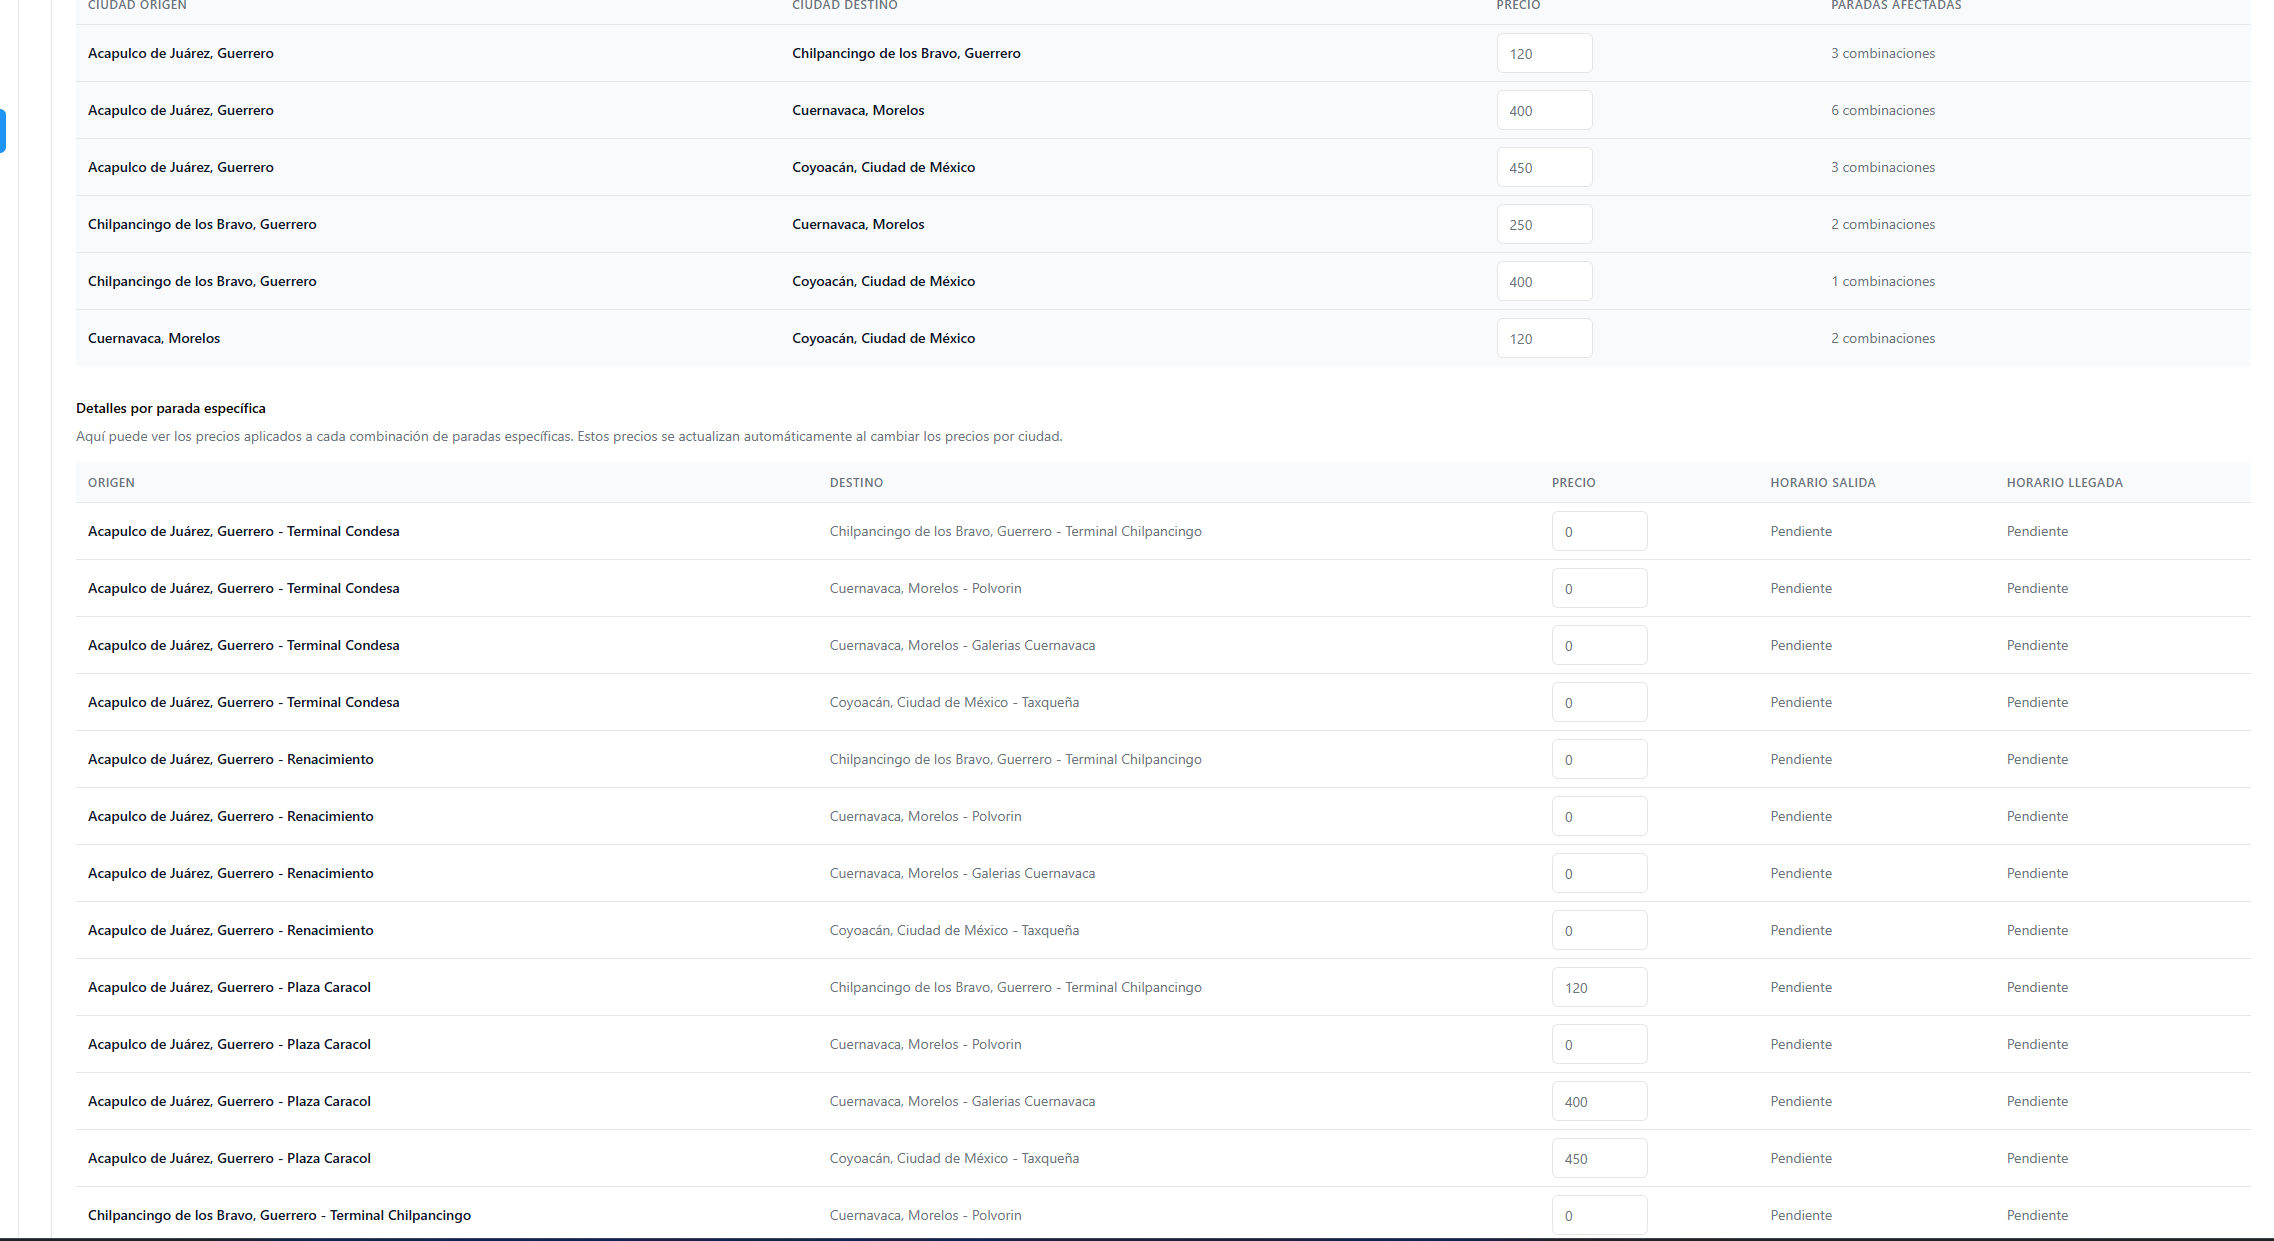 CIUDAD ORIGEN CIUDAD DESTINO PRECIO PARADAS AFECTADAS
Acapulco de Juárez, Guerrero Chilpancingo de los Bravo, Guerrero 120 3 combinaciones
Acapulco de Juárez, Guerrero Cuernavaca, Morelos 400 6 combinaciones
Acapulco de Juárez, Guerrero Coyoacán, Ciudad de México 450 3 combinaciones
Chilpancingo de los Bravo, Guerrero Cuernavaca, Morelos 250 2 combinaciones
Chilpancingo de los Bravo, Guerrero Coyoacán, Ciudad de México 400 1 combinaciones
Cuernavaca, Morelos Coyoacán, Ciudad de México 120 2 combinaciones
Detalles por parada específica
Aquí puede ver los precios aplicados a cada combinación de paradas específicas. Estos precios se actualizan automáticamente al cambiar los precios por ciudad.
ORIGEN DESTINO PRECIO HORARIO SALIDA HORARIO LLEGADA
Acapulco de Juárez, Guerrero - Terminal Condesa Chilpancingo de los Bravo, Guerrero - Terminal Chilpancingo 0 Pendiente Pendiente
Acapulco de Juárez, Guerrero - Terminal Condesa Cuernavaca, Morelos - Polvorin 0 Pendiente Pendiente
Acapulco de Juárez, Guerrero - Terminal Condesa Cuernavaca, Morelos - Galerias Cuernavaca 0 Pendiente Pendiente
Acapulco de Juárez, Guerrero - Terminal Condesa Coyoacán, Ciudad de México - Taxqueña 0 Pendiente Pendiente
Acapulco de Juárez, Guerrero - Renacimiento Chilpancingo de los Bravo, Guerrero - Terminal Chilpancingo 0 Pendiente Pendiente
Acapulco de Juárez, Guerrero - Renacimiento Cuernavaca, Morelos - Polvorin 0 Pendiente Pendiente
Acapulco de Juárez, Guerrero - Renacimiento Cuernavaca, Morelos - Galerias Cuernavaca 0 Pendiente Pendiente
Acapulco de Juárez, Guerrero - Renacimiento Coyoacán, Ciudad de México - Taxqueña 0 Pendiente Pendiente
Acapulco de Juárez, Guerrero - Plaza Caracol Chilpancingo de los Bravo, Guerrero - Terminal Chilpancingo 120 Pendiente Pendiente
Acapulco de Juárez, Guerrero - Plaza Caracol Cuernavaca, Morelos - Polvorin 0 Pendiente Pendiente
Acapulco de Juárez, Guerrero - Plaza Caracol Cuernavaca, Morelos - Galerias Cuernavaca 400 Pendiente Pendiente
Acapulco de Juárez, Guerrero - Plaza Caracol Coyoacán, Ciudad de México - Taxqueña 450 Pendiente Pendiente
Chilpancingo de los Bravo, Guerrero - Terminal Chilpancingo Cuernavaca, Morelos - Polvorin 0 Pendiente Pendiente